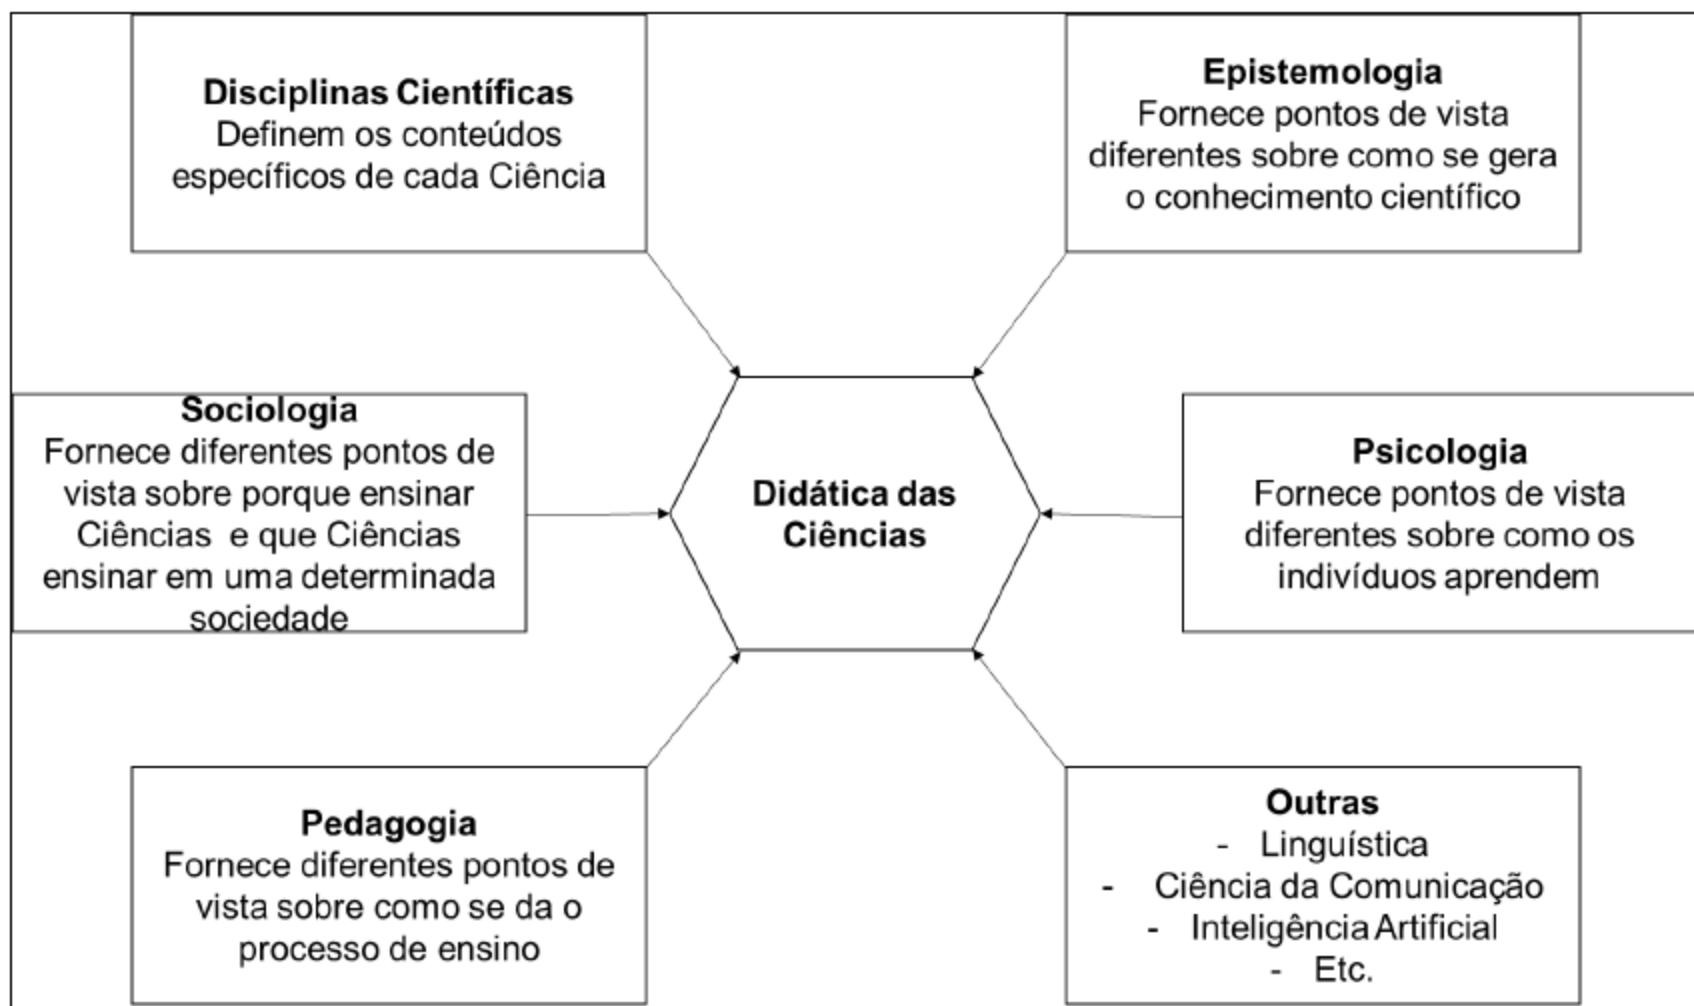 Disciplinas Científicas
Definem os conteúdos
específicos de cada Ciência
Epistemologia
Fornece pontos de vista
diferentes sobre como se gera
o conhecimento científico
Sociologia
Fornece diferentes pontos de
vista sobre porque ensinar
Ciências e que Ciências
ensinar em uma determinada
sociedade
Didática das
Ciências
Psicologia
Fornece pontos de vista
diferentes sobre como os
indivíduos aprendem
Pedagogia
Fornece diferentes pontos de
vista sobre como se da o
processo de ensino
Outras
- Linguística
- Ciência da Comunicação
- Inteligência Artificial
- Etc.